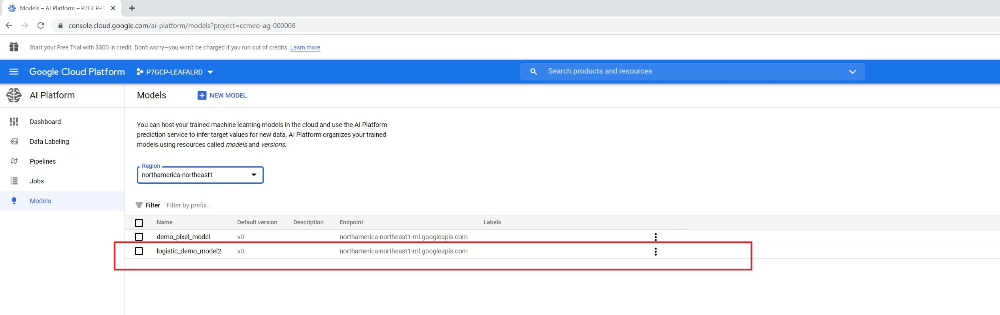 Models – AI Platform – P7GCP-LE
console.cloud.google.com/ai-platform/models?project=ccmeo-ag-000008
Start your Free Trial with $300 in credit. Don't worry—you won't be charged if you run out of credits. Learn more
Google Cloud Platform P7GCP-LEAFALRD Search products and resources
AI Platform
Dashboard
Data Labeling
Pipelines
Jobs
Models
Models NEW MODEL
You can host your trained machine learning models in the cloud and use the AI Platform
prediction service to infer target values for new data. AI Platform organizes your trained
models using resources called models and versions.
Region
northamerica-northeast1
Filter Filter by prefix...
Name Default version Description Endpoint Labels
demo_pixel_model v0 northamerica-northeast1-ml.googleapis.com
logistic_demo_model2 v0 northamerica-northeast1-ml.googleapis.com